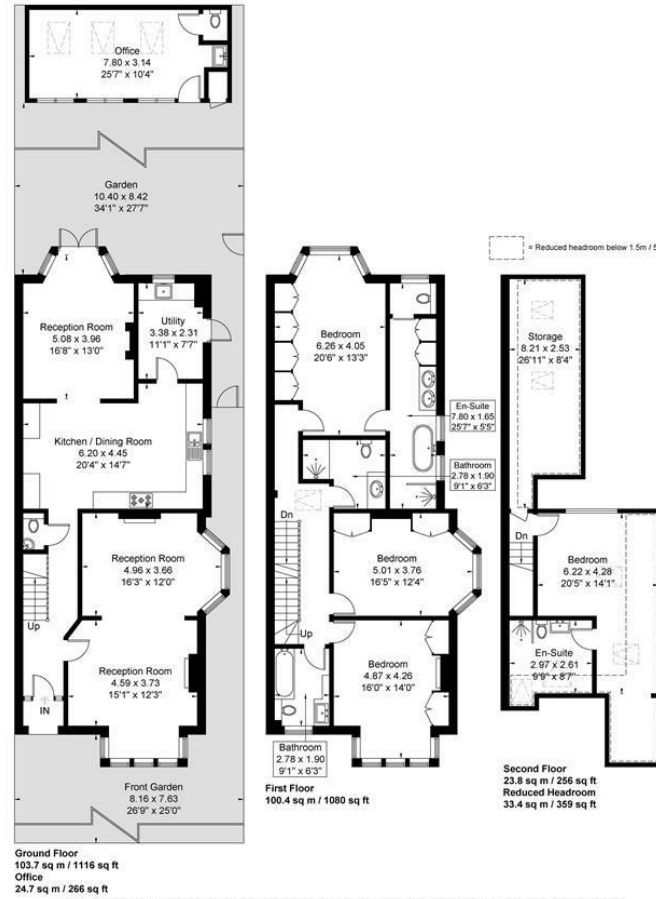 Office
7.80 x 3.14
25'7" x 10'4"
Garden
10.40 x 8.42
34'1" x 27'7"
= Reduced headroom below 1.5m / 5
Reception Room
5.08 x 3.96
16'8" x 13'0"
Utility
3.38 x 2.31
11'1" x 7'7"
Kitchen / Dining Room
6.20 x 4.45
20'4" x 14'7"
Reception Room
4.96 x 3.66
16'3" x 12'0"
Up
Reception Room
4.59 x 3.73
15'1" x 12'3"
IN
Front Garden
8.16 x 7.63
26'9" x 25'0"
Ground Floor
103.7 sq m / 1116 sq ft
Office
24.7 sq m / 266 sq ft
Bedroom
6.26 x 4.05
20'6" x 13'3"
En-Suite
7.80 x 1.65
25'7" x 5'5"
Bathroom
2.78 x 1.90
9'1" x 6'3"
Dn
Bedroom
5.01 x 3.76
16'5" x 12'4"
Up
Bedroom
4.87 x 4.26
16'0" x 14'0"
Bathroom
2.78 x 1.90
9'1" x 6'3"
First Floor
100.4 sq m / 1080 sq ft
Storage
8.21 x 2.53
26'11" x 8'4"
Dn
Bedroom
6.22 x 4.28
20'5" x 14'1"
En-Suite
2.97 x 2.61
9'9" x 8'7"
Second Floor
23.8 sq m / 256 sq ft
Reduced Headroom
33.4 sq m / 359 sq ft